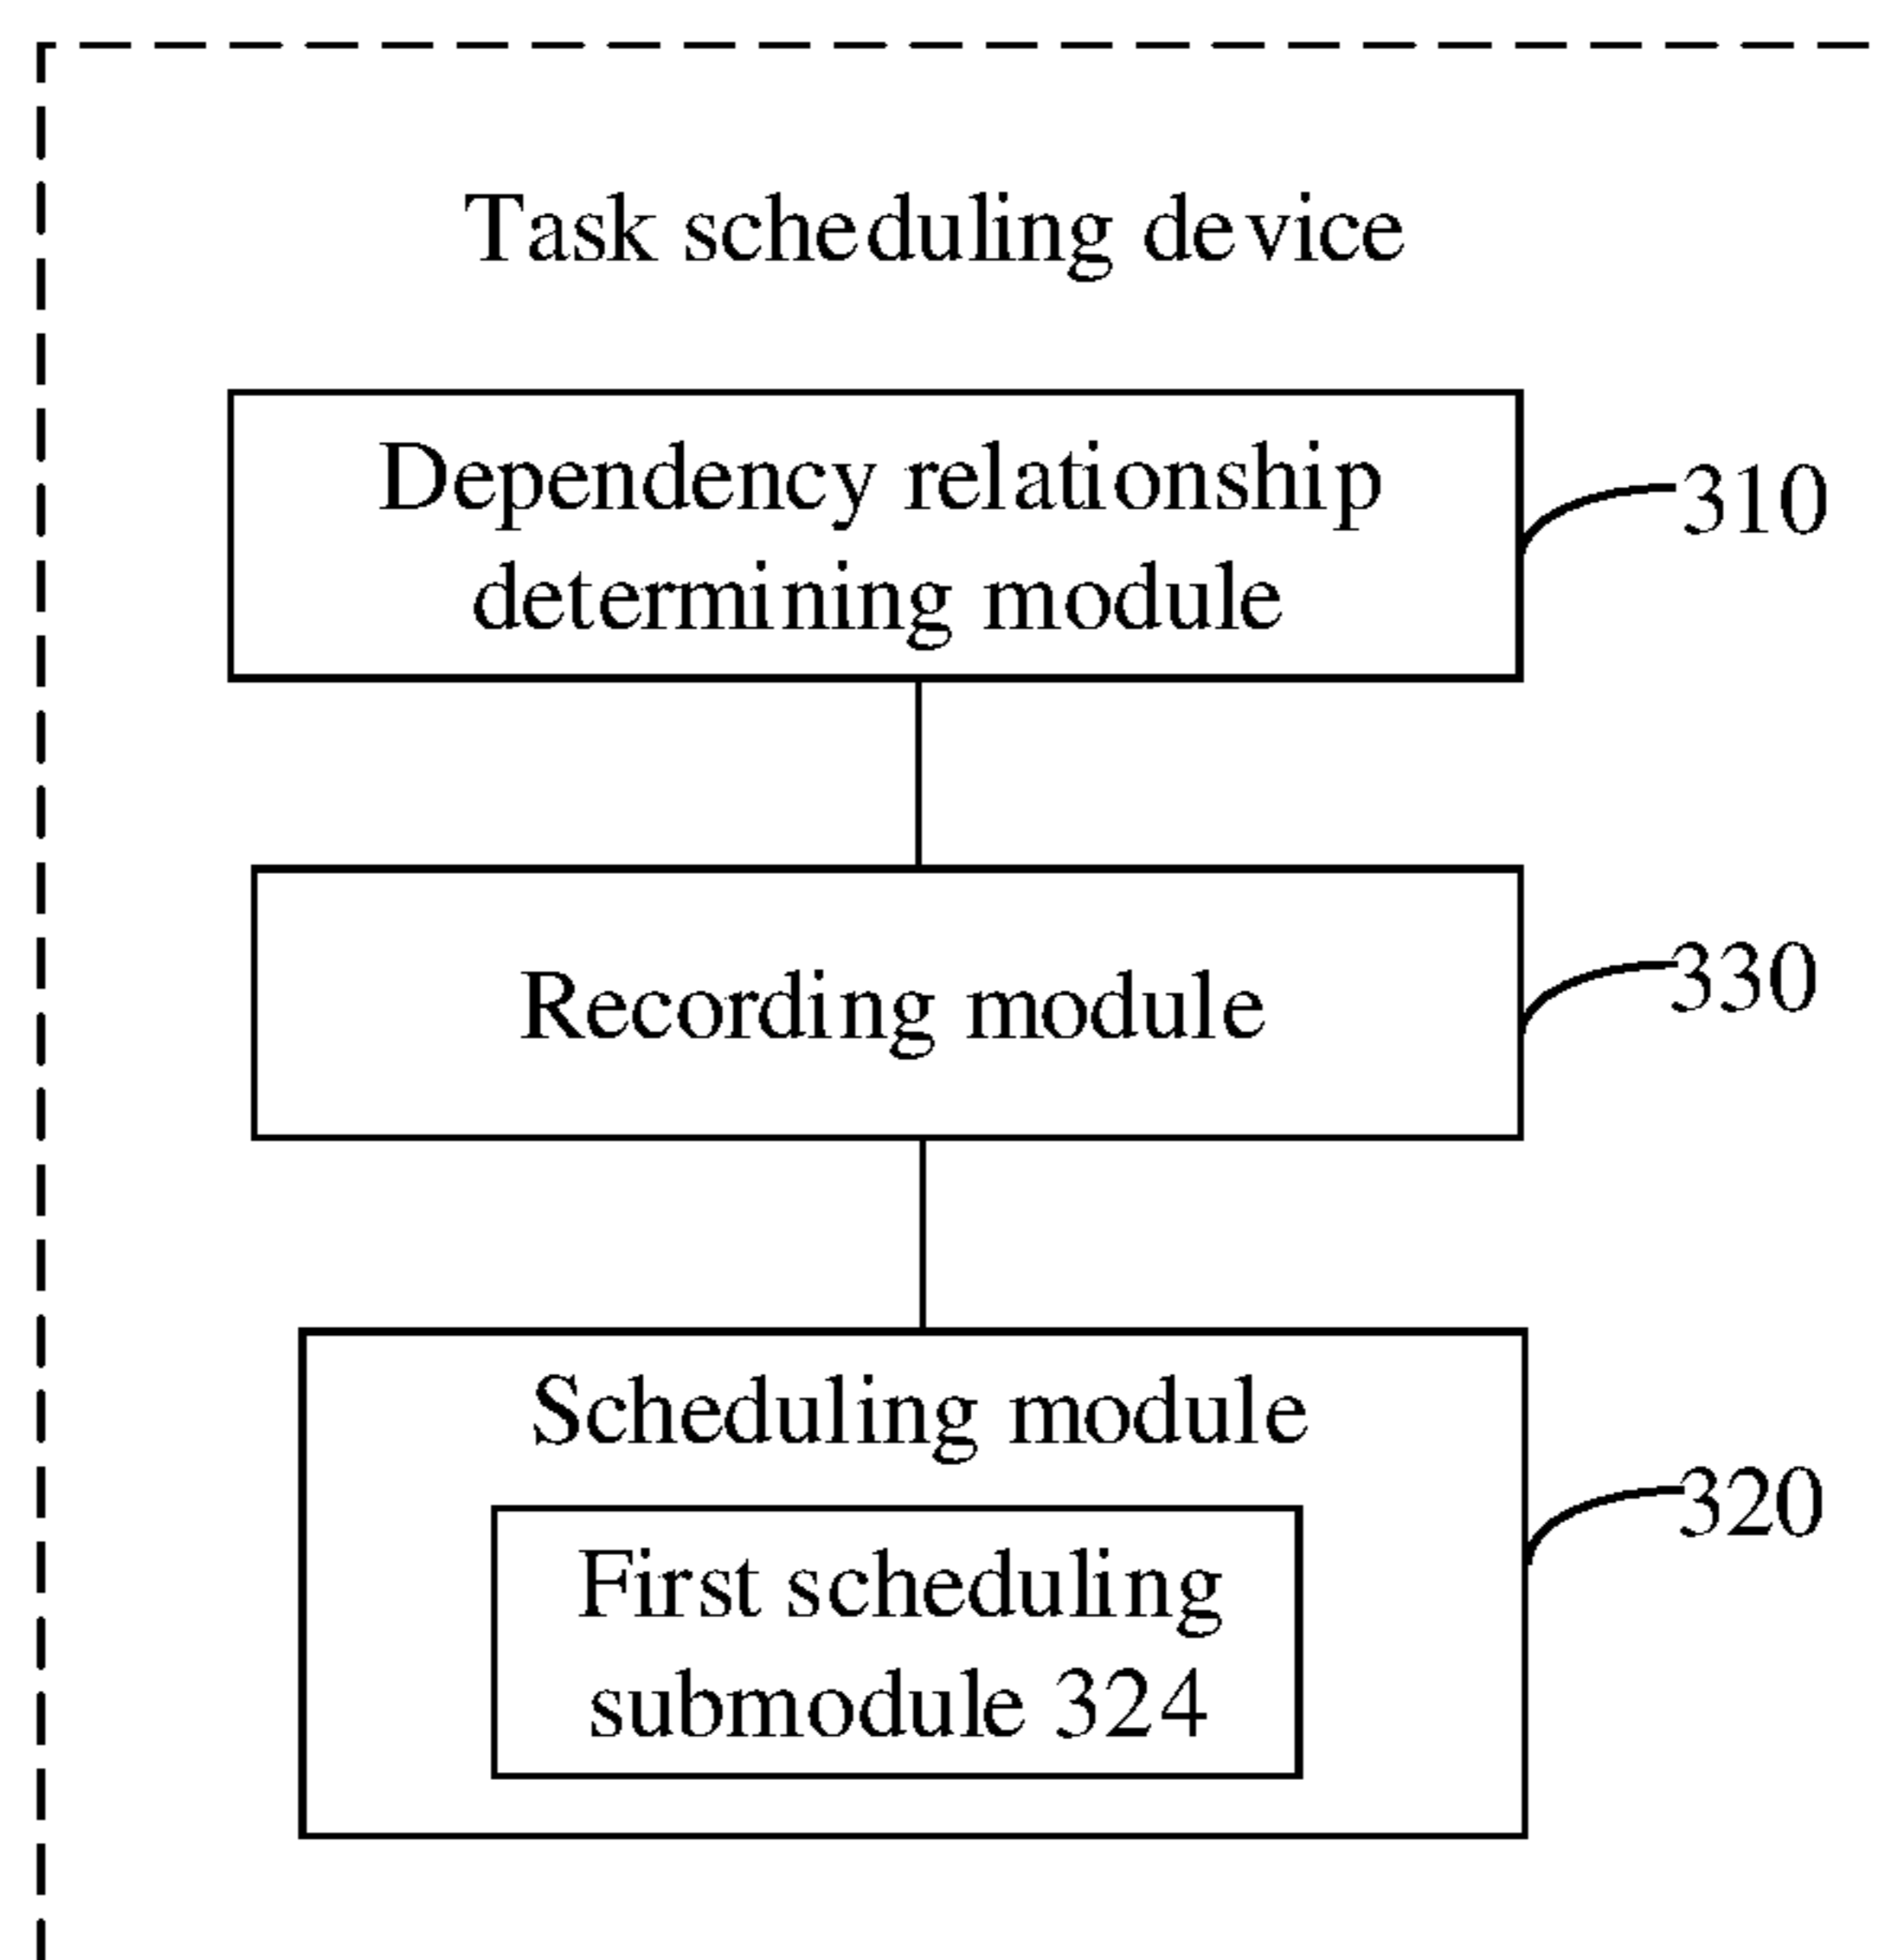 Task scheduling device
Dependency relationship
determining module
310
Recording module
330
Scheduling module
320
First scheduling
submodule 324